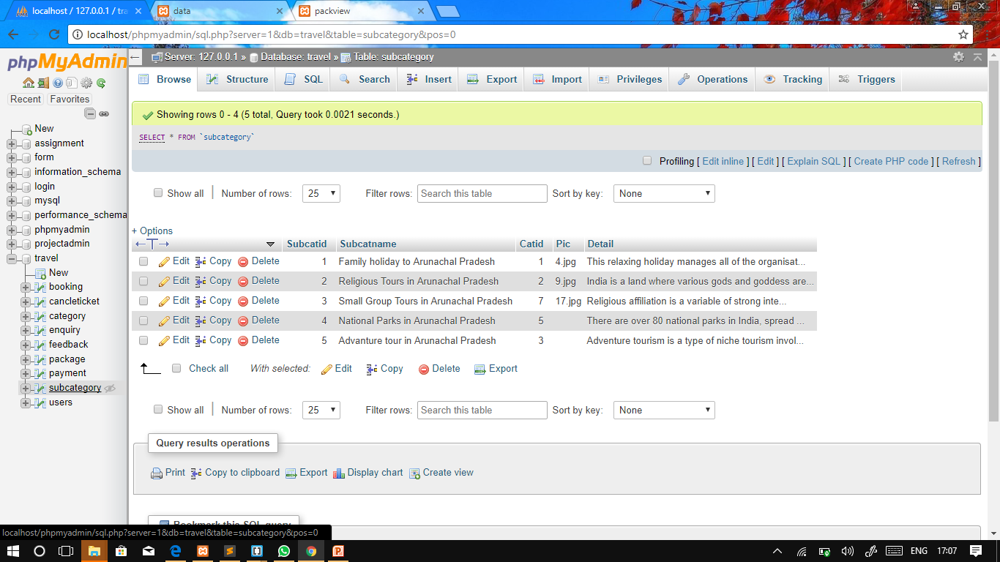 localhost / 127.0.0.1 / tra
data
packview
localhost/phpmyadmin/sql.php?server=1&db=travel&table=subcategory&pos=0
phpMyAdmin
Recent Favorites
New
assignment
form
information_schema
login
mysql
performance_schema
phpmyadmin
projectadmin
travel
New
booking
cancleticket
category
enquiry
feedback
package
payment
subcategory
users
Server: 127.0.0.1 » Database: travel » Table: subcategory
Browse Structure SQL Search Insert Export Import Privileges Operations Tracking Triggers
Showing rows 0 - 4 (5 total, Query took 0.0021 seconds.)
SELECT * FROM `subcategory`
Profiling [ Edit inline ] [ Edit ] [ Explain SQL ] [ Create PHP code ] [ Refresh ]
Show all Number of rows: 25 Filter rows: Search this table Sort by key: None
+ Options
Subcatid Subcatname Catid Pic Detail
Edit Copy Delete 1 Family holiday to Arunachal Pradesh 1 4.jpg This relaxing holiday manages all of the organisat...
Edit Copy Delete 2 Religious Tours in Arunachal Pradesh 2 9.jpg India is a land where various gods and goddess are...
Edit Copy Delete 3 Small Group Tours in Arunachal Pradesh 7 17.jpg Religious affiliation is a variable of strong inte...
Edit Copy Delete 4 National Parks in Arunachal Pradesh 5 There are over 80 national parks in India, spread ...
Edit Copy Delete 5 Advanture tour in Arunachal Pradesh 3 Adventure tourism is a type of niche tourism invol...
Check all With selected: Edit Copy Delete Export
Show all Number of rows: 25 Filter rows: Search this table Sort by key: None
Query results operations
Print Copy to clipboard Export Display chart Create view
Bookmark this SQL query
localhost/phpmyadmin/sql.php?server=1&db=travel&table=subcategory&pos=0
ENG 17:07